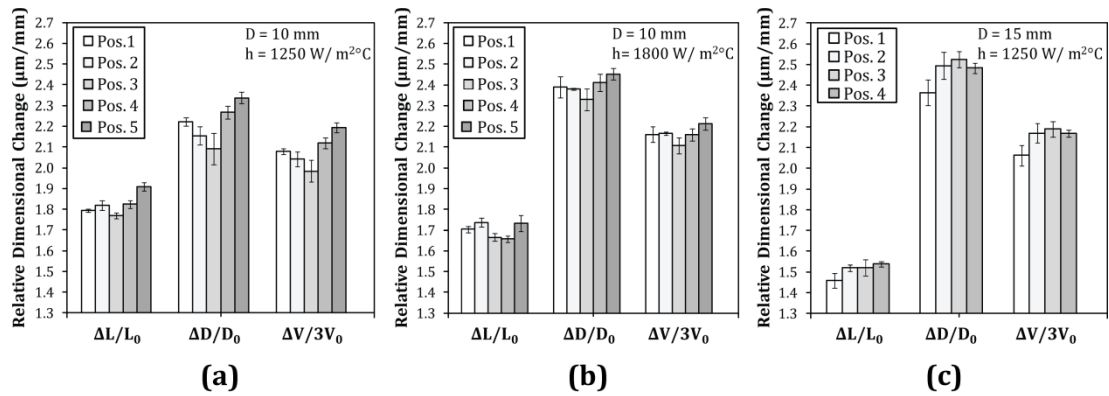 Relative Dimensional Change (μm/mm)
2.7
2.6
2.5
2.4
2.3
2.2
2.1
2.0
1.9
1.8
1.7
1.6
1.5
1.4
1.3
Pos.1
Pos. 2
Pos. 3
Pos. 4
Pos. 5
D = 10 mm
h = 1250 W/ m²°C
ΔL/L₀
ΔD/D₀
ΔV/3V₀
(a)
Relative Dimensional Change (μm/mm)
2.7
2.6
2.5
2.4
2.3
2.2
2.1
2.0
1.9
1.8
1.7
1.6
1.5
1.4
1.3
Pos.1
Pos. 2
Pos. 3
Pos. 4
Pos. 5
D = 10 mm
h= 1800 W/ m²°C
ΔL/L₀
ΔD/D₀
ΔV/3V₀
(b)
Relative Dimensional Change (μm/mm)
2.7
2.6
2.5
2.4
2.3
2.2
2.1
2.0
1.9
1.8
1.7
1.6
1.5
1.4
1.3
Pos. 1
Pos. 2
Pos. 3
Pos. 4
D = 15 mm
h = 1250 W/ m²°C
ΔL/L₀
ΔD/D₀
ΔV/3V₀
(c)